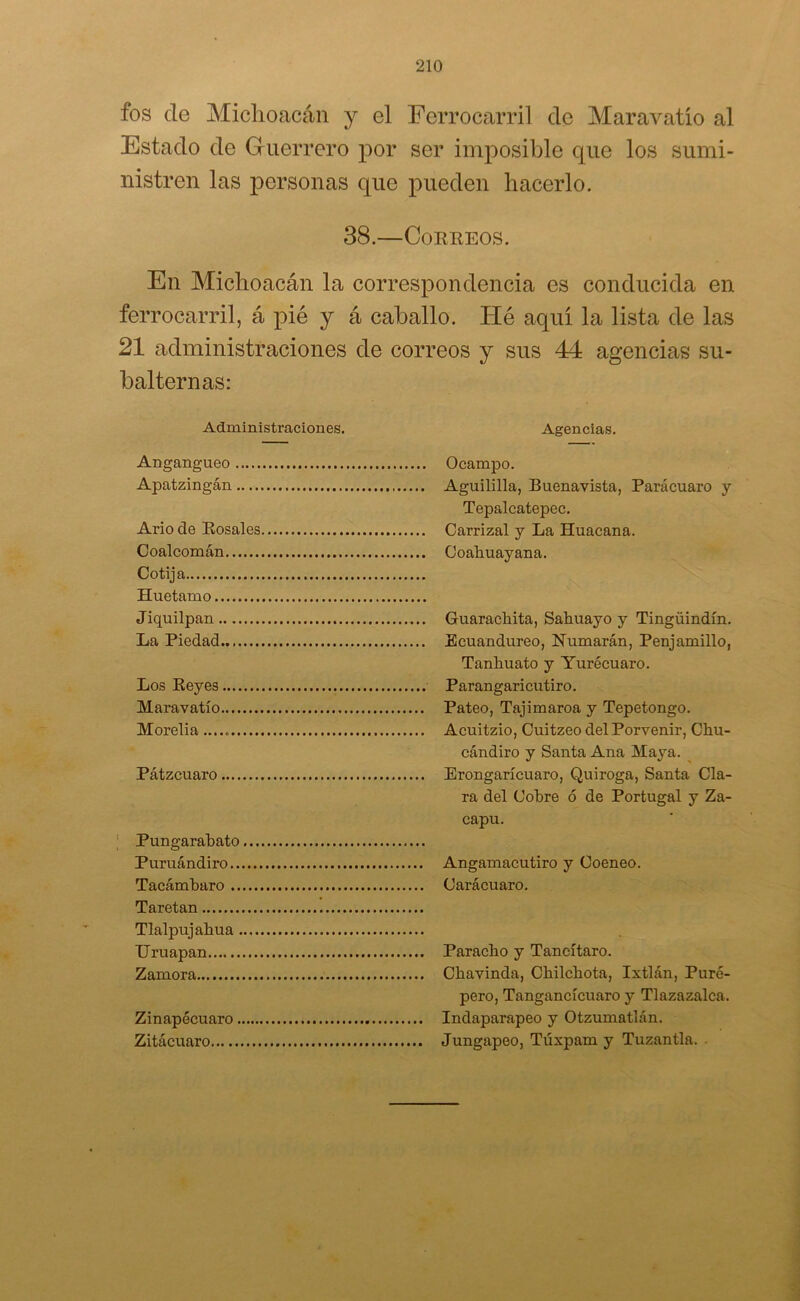 210
fos de Michoacán y el Ferrocarril de Maravatío al
Estado de Guerrero por ser imposible que los sumi-
nistren las personas que pueden hacerlo.
38.—CORREOS.
En Michoacán la correspondencia es conducida en
ferrocarril, á pié y á caballo. Hé aquí la lista de las
21 administraciones de correos y sus 44 agencias su-
balternas:
Administraciones. Agencias.
Angangueo ........ Ocampo.
Apatzingán ........ Aguililla, Buenavista, Parácuaro y
Tepalcatepec.
Ario de Rosales ........ Carrizal y La Huacana.
Coalcomán ........ Coahuayana.
Cotija ........
Huetamo ........
Jiquilpan ........ Guarachita, Sahuayo y Tingüindín.
La Piedad ........ Ecuandureo, Numarán, Penjamillo,
Tanhuato y Yurécuaro.
Los Reyes ........ Parangaricutiro.
Maravatío ........ Pateo, Tajimaroa y Tepetongo.
Morelia ........ Acuitzio, Cuitzeo del Porvenir, Chu-
cándiro y Santa Ana Maya.
Pátzcuaro ........ Erongarícuaro, Quiroga, Santa Cla-
ra del Cobre ó de Portugal y Za-
capu.
Pungarabato ........
Puruándiro ........ Angamacutiro y Coeneo.
Tacámbaro ........ Carácuaro.
Taretan ........
Tlalpujahua ........
Uruapan ........ Paracho y Tancítaro.
Zamora ........ Chavinda, Chilchota, Ixtlán, Puré-
pero, Tangancícuaro y Tlazazalca.
Zinapécuaro ........ Indaparapeo y Otzumatlán.
Zitácuaro ........ Jungapeo, Túxpam y Tuzantla.